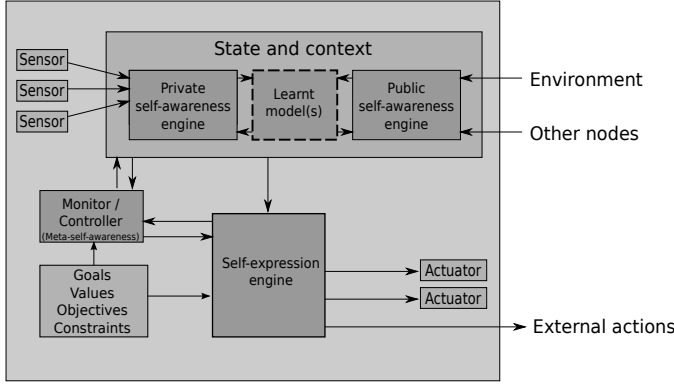 State and context
Sensor
Sensor
Sensor
Private
self-awareness
engine
Learnt
model(s)
Public
self-awareness
engine
Environment
Other nodes
Monitor /
Controller
(Meta-self-awareness)
Goals
Values
Objectives
Constraints
Self-expression
engine
Actuator
Actuator
External actions